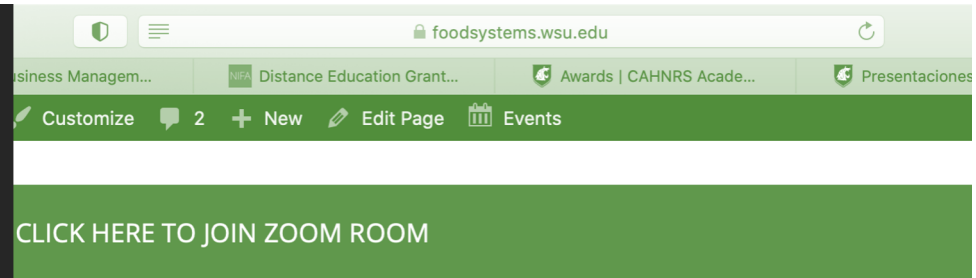 foodsystems.wsu.edu
usiness Managem... NIFA Distance Education Grant... Awards | CAHNRS Acade... Presentaciones
Customize 2 New Edit Page Events
CLICK HERE TO JOIN ZOOM ROOM